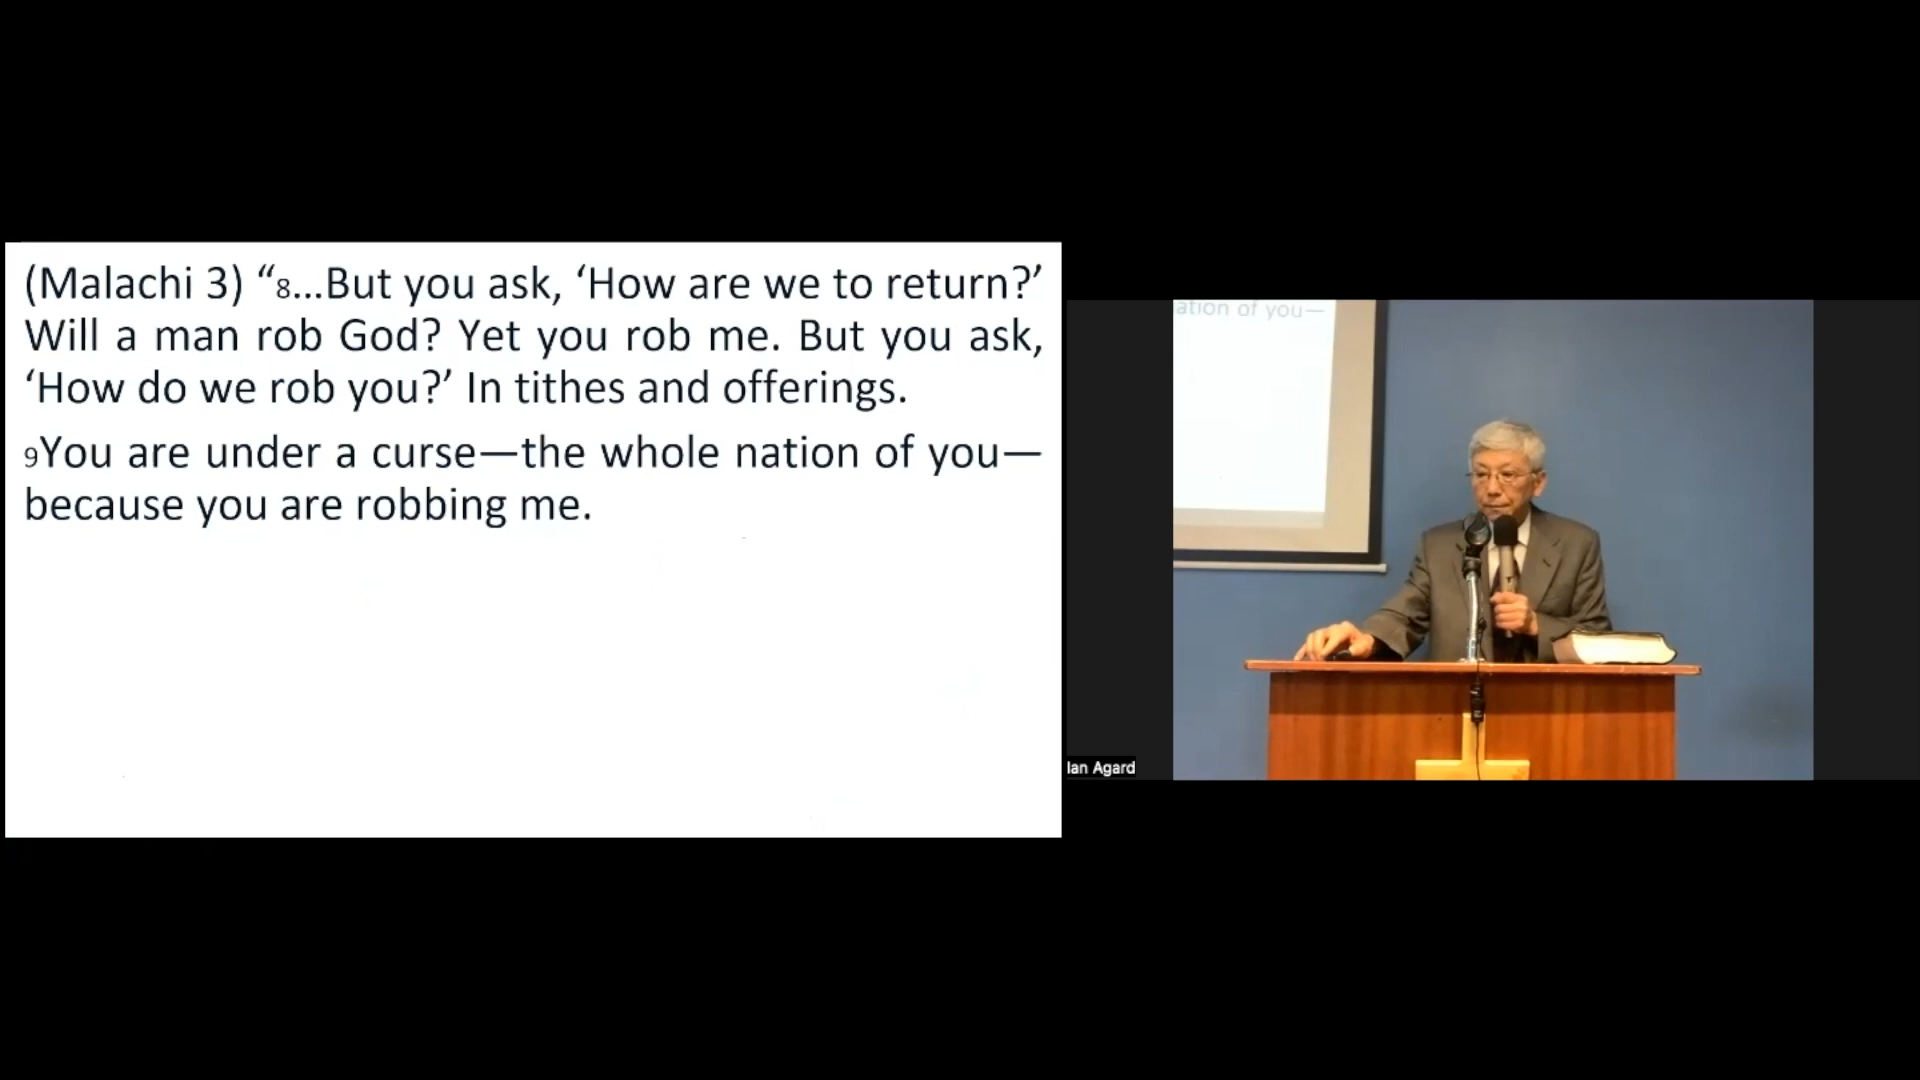 (Malachi 3) “8...But you ask, ‘How are we to return?’
Will a man rob God? Yet you rob me. But you ask,
‘How do we rob you?’ In tithes and offerings.
9You are under a curse—the whole nation of you—
because you are robbing me.
ation of you—
Ian Agard